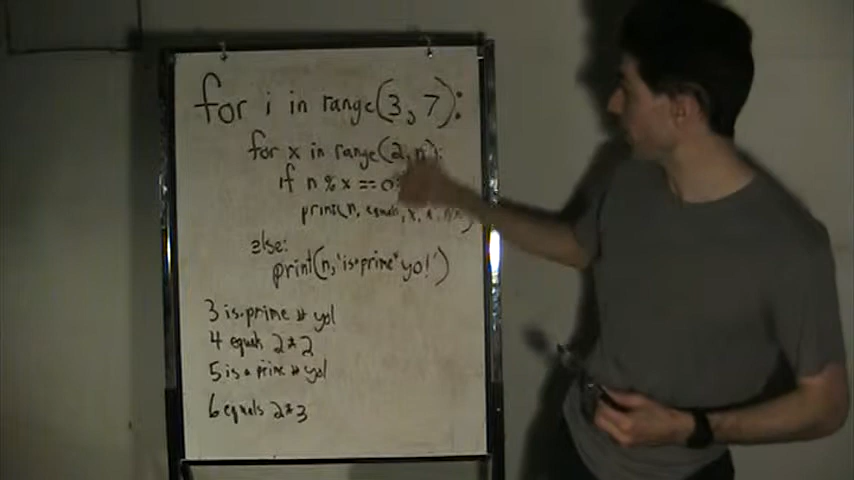 for i in range(3, 7):
for x in range(2, n):
if n % x == 0:
print(n, equals, x,
else:
print(n, 'is a prime # yo!')
3 is a prime # yo!
4 equals 2*2
5 is a prime # yo!
6 equals 2*3